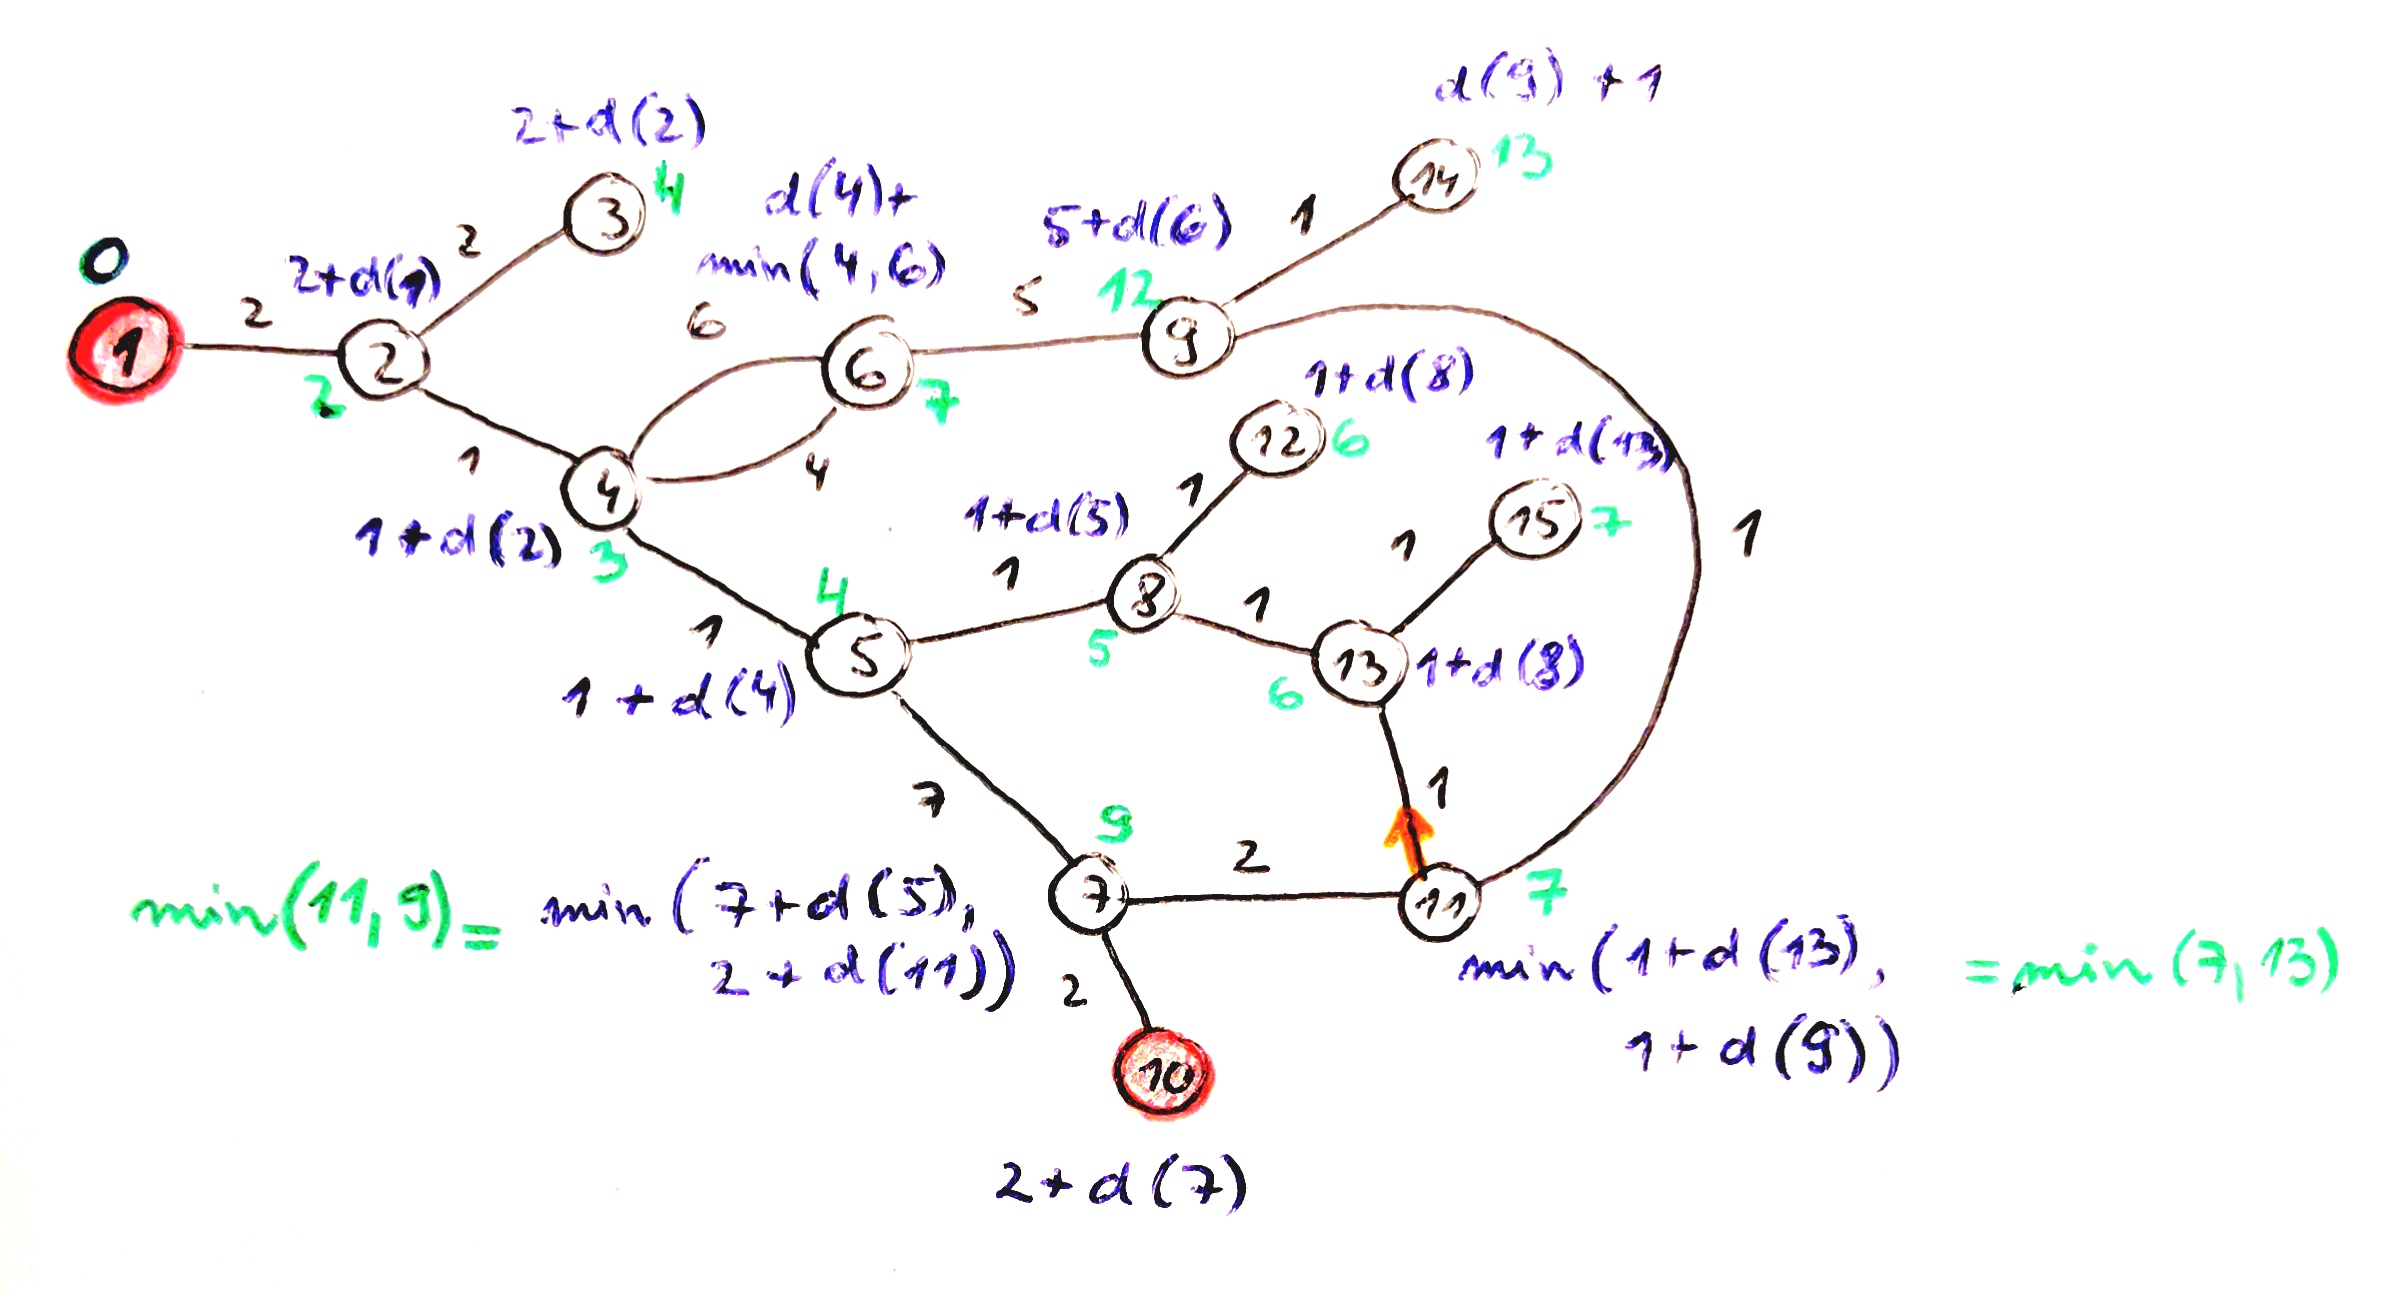 d(9) + 1
2+d(2)
14
13
3
4
d(4)+
min(4,6)
5+d(6)
1
0
2
2+d(1)
2
6
5
12
1
2
2
6
7
9
1+d(8)
12
6
1+d(13)
1
4
4
1
15
7
1
1+d(2)
3
1+d(5)
1
1
1
4
8
5
1
5
13
6
1+d(8)
1 + d(4)
7
9
1
2
7
11
7
min(11,9)=
min(7+d(5),
2+d(11))
2
min(1+d(13),
1+d(9))
=min(7,13)
10
2+d(7)